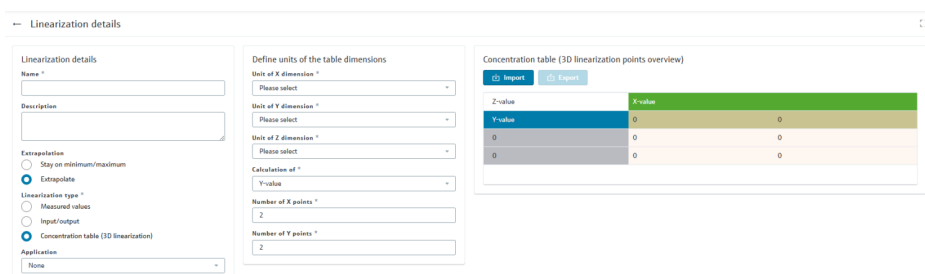 ← Linearization details
Linearization details
Name *
Description
Extrapolation
Stay on minimum/maximum
Extrapolate
Linearization type *
Measured values
Input/output
Concentration table (3D linearization)
Application
None
Define units of the table dimensions
Unit of X dimension *
Please select
Unit of Y dimension *
Please select
Unit of Z dimension *
Please select
Calculation of *
Y-value
Number of X points *
2
Number of Y points *
2
Concentration table (3D linearization points overview)
Import Export
Z-value X-value
Y-value 0 0
0 0 0
0 0 0